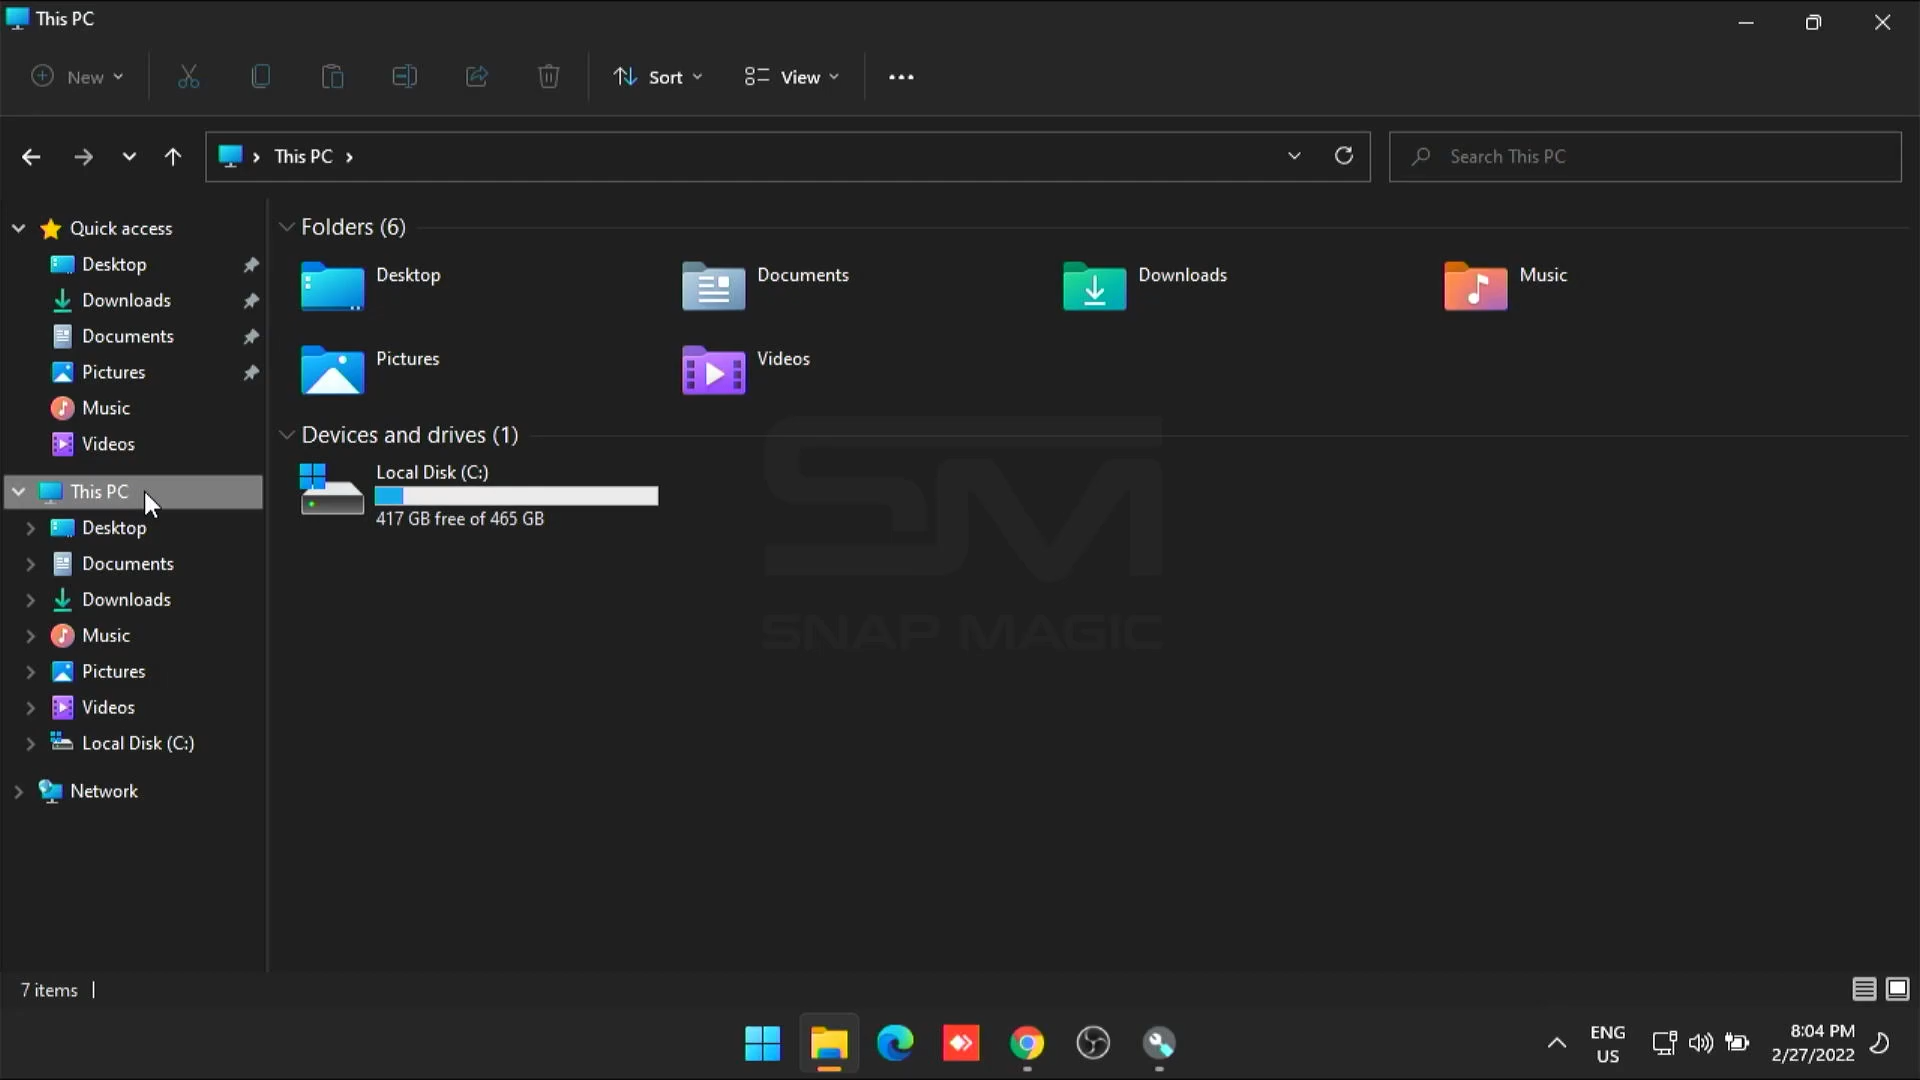 This PC
New
Sort
View
This PC
Search This PC
Quick access
Desktop
Downloads
Documents
Pictures
Music
Videos
This PC
Desktop
Documents
Downloads
Music
Pictures
Videos
Local Disk (C:)
Network
Folders (6)
Desktop
Documents
Downloads
Music
Pictures
Videos
Devices and drives (1)
Local Disk (C:)
417 GB free of 465 GB
SM
SNAP MAGIC
7 items
ENG
US
8:04 PM
2/27/2022